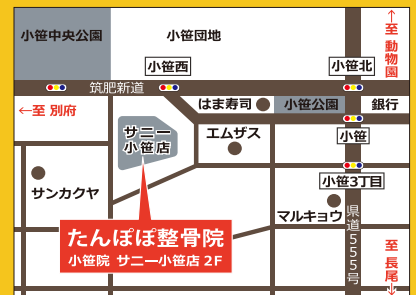 小笹中央公園
小笹団地
↑至 動物園
小笹西
小笹北
筑肥新道
はま寿司
小笹公園
銀行
←至 別府
サニー
小笹店
エムザス
小笹
サンカクヤ
小笹3丁目
マルキョウ
県道555号
たんぽぽ整骨院
小笹院 サニー小笹店 2F
至 長尾↓